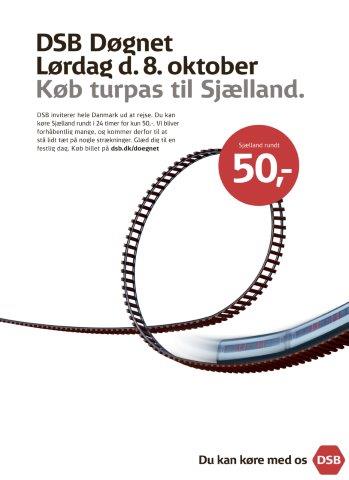 DSB Døgnet
Lørdag d. 8. oktober
Køb turpas til Sjælland.
DSB inviterer hele Danmark ud at rejse. Du kan
køre Sjælland rundt i 24 timer for kun 50,-. Vi bliver
forhåbentlig mange, og kommer derfor til at
stå lidt tæt på nogle strækninger. Glæd dig til en
festlig dag. Køb billet på dsb.dk/doegnet
Sjælland rundt
50,-
Du kan køre med os DSB